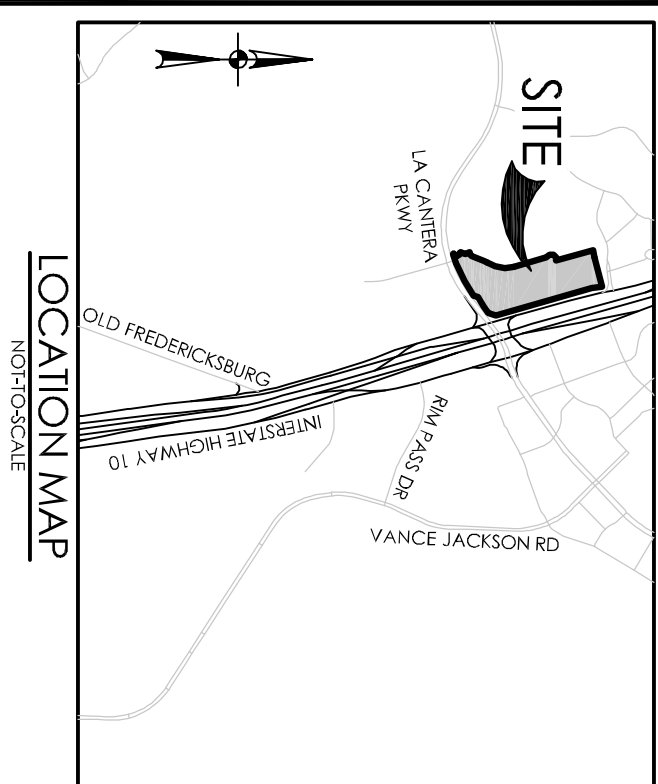 SITE
LA CANTERA
PKWY
OLD FREDERICKSBURG
INTERSTATE HIGHWAY 10
RIM PASS DR
VANCE JACKSON RD
LOCATION MAP
NOT-TO-SCALE